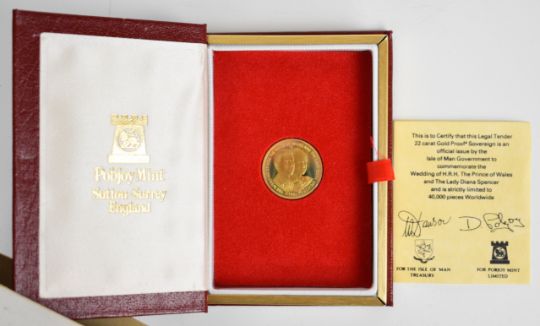 Pobjoy Mint
Sutton Surrey
England
This is to Certify that this Legal Tender
22 carat Gold Proof Sovereign is an
official issue by the
Isle of Man Government to
commemorate the
Wedding of H.R.H. The Prince of Wales
and The Lady Diana Spencer
and is strictly limited to
40,000 pieces Worldwide
D Pobjoy
FOR THE ISLE OF MAN
TREASURY
FOR POBJOY MINT
LIMITED